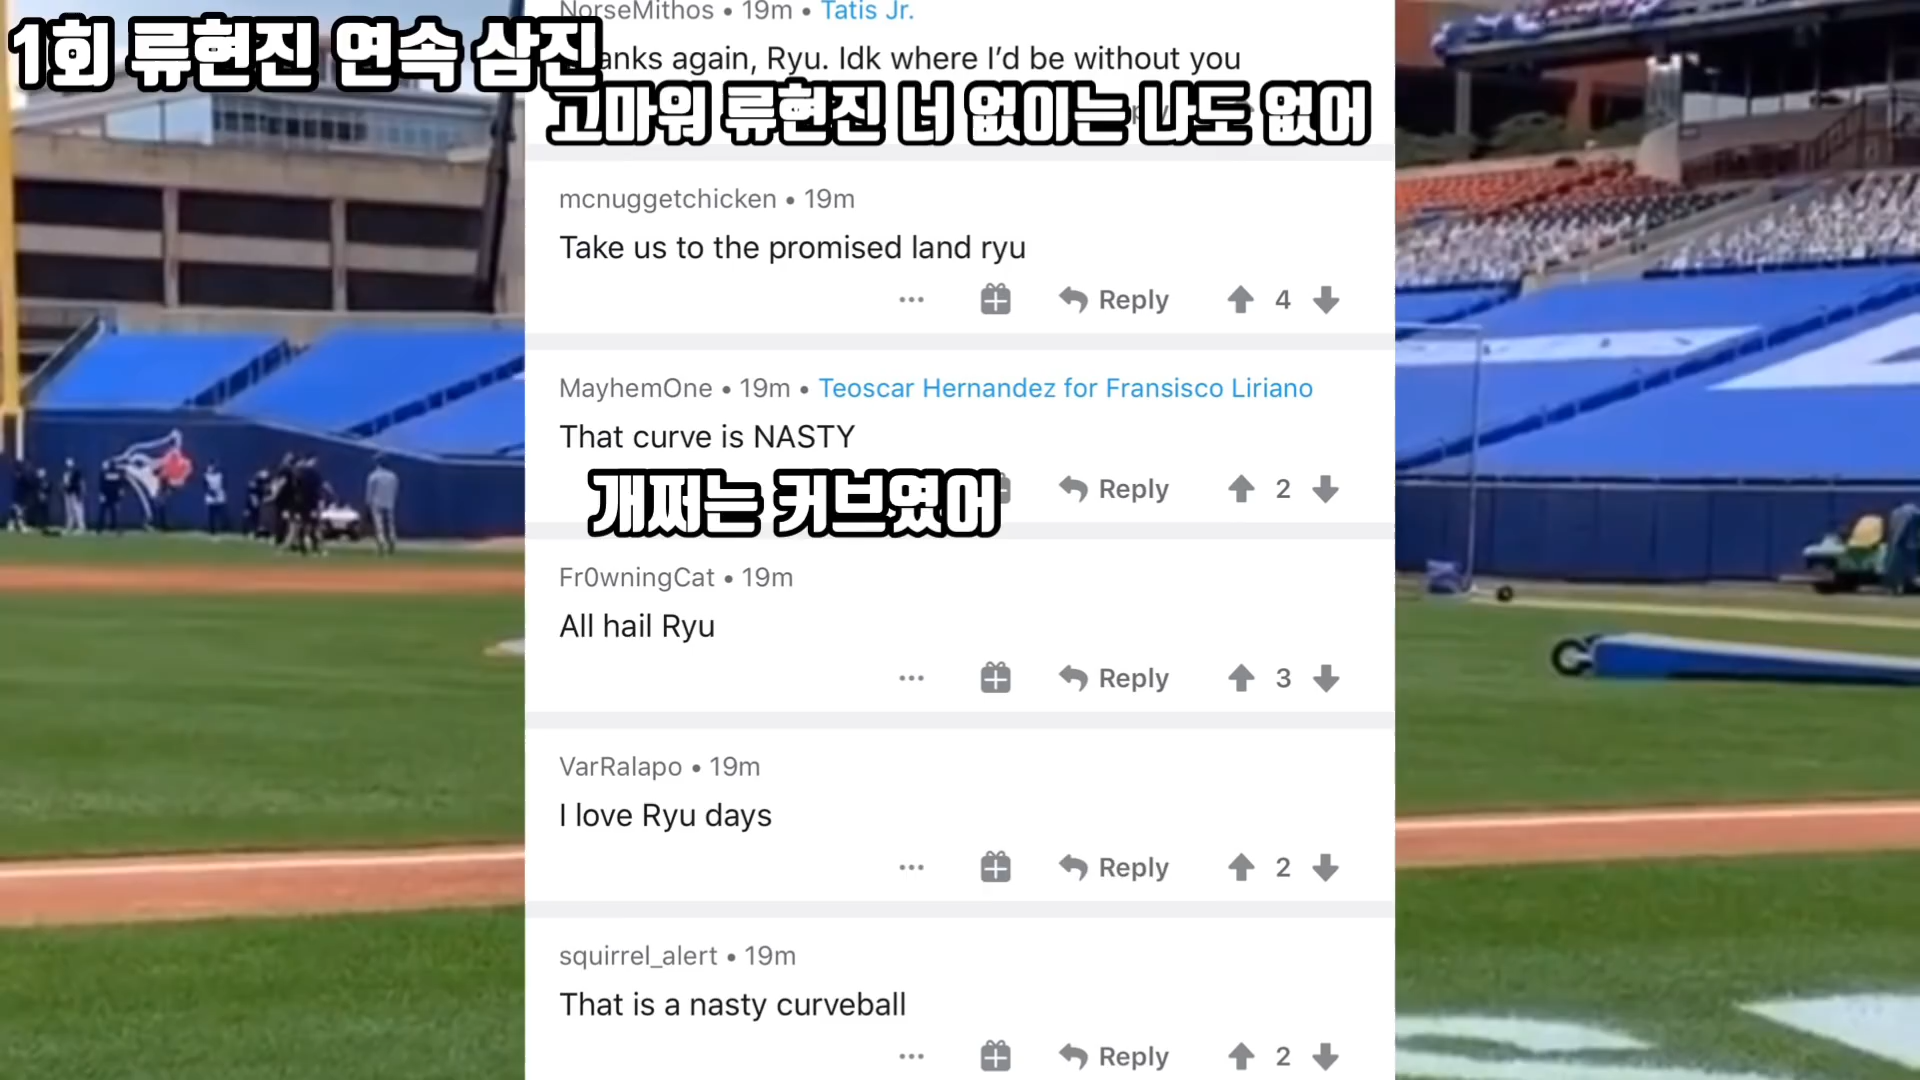 1회 류현진 연속 삼진
NorseMithos • 19m • Tatis Jr.
again, Ryu. Idk where I’d be without you
고마워 류현진 너 없이는 나도 없어
mcnuggetchicken • 19m
Take us to the promised land ryu
Reply 4
MayhemOne • 19m • Teoscar Hernandez for Fransisco Liriano
That curve is NASTY
개쩌는 커브였어
Reply 2
Fr0wningCat • 19m
All hail Ryu
Reply 3
VarRalapo • 19m
I love Ryu days
Reply 2
squirrel_alert • 19m
That is a nasty curveball
Reply 2